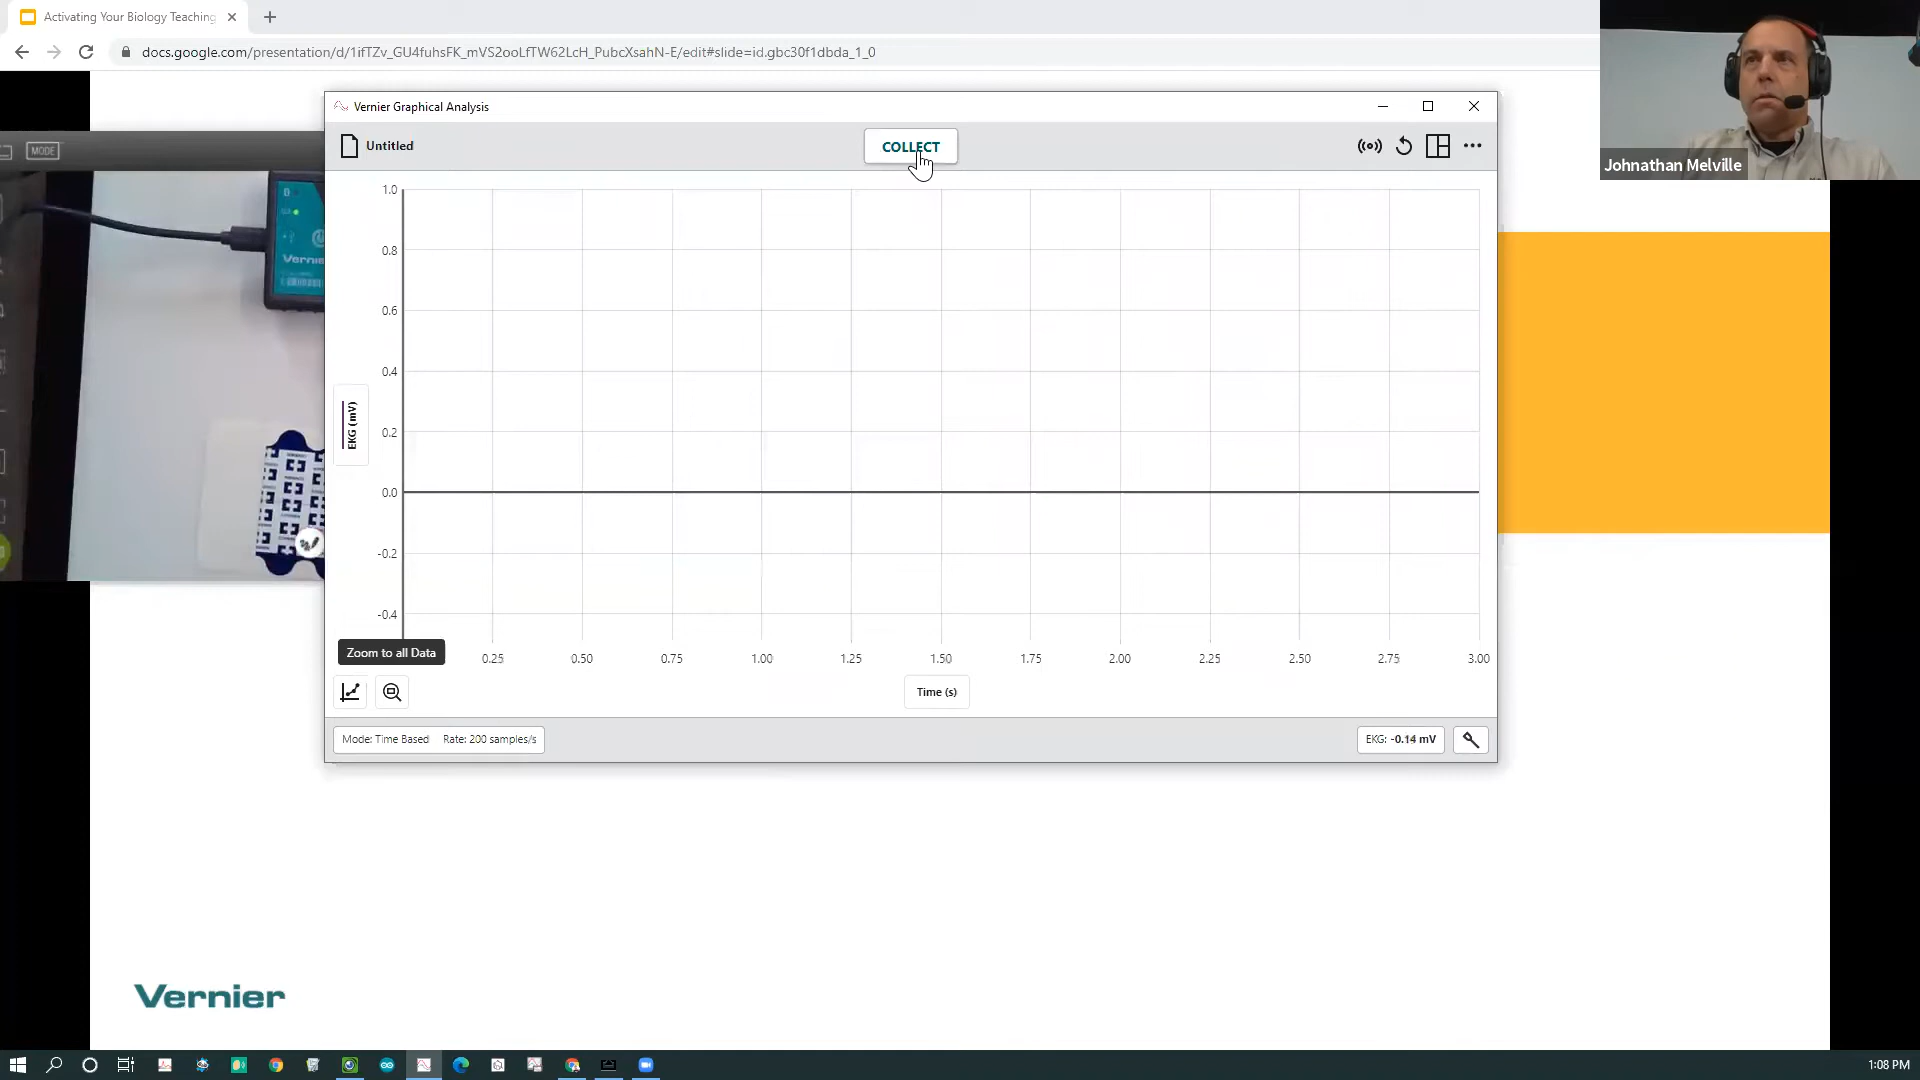 Activating Your Biology Teaching
docs.google.com/presentation/d/1ifTZv_GU4fuhsFK_mVS2ooLfTW62LcH_PubcXsahN-E/edit#slide=id.gbc30f1dbda_1_0
Johnathan Melville
Vernier Graphical Analysis
Untitled
COLLECT
MODE
Vernier
1.0
0.8
0.6
0.4
0.2
0.0
-0.2
-0.4
EKG (mV)
Zoom to all Data
0.25 0.50 0.75 1.00 1.25 1.50 1.75 2.00 2.25 2.50 2.75 3.00
Time (s)
Mode: Time Based Rate: 200 samples/s
EKG: -0.14 mV
Vernier
1:08 PM